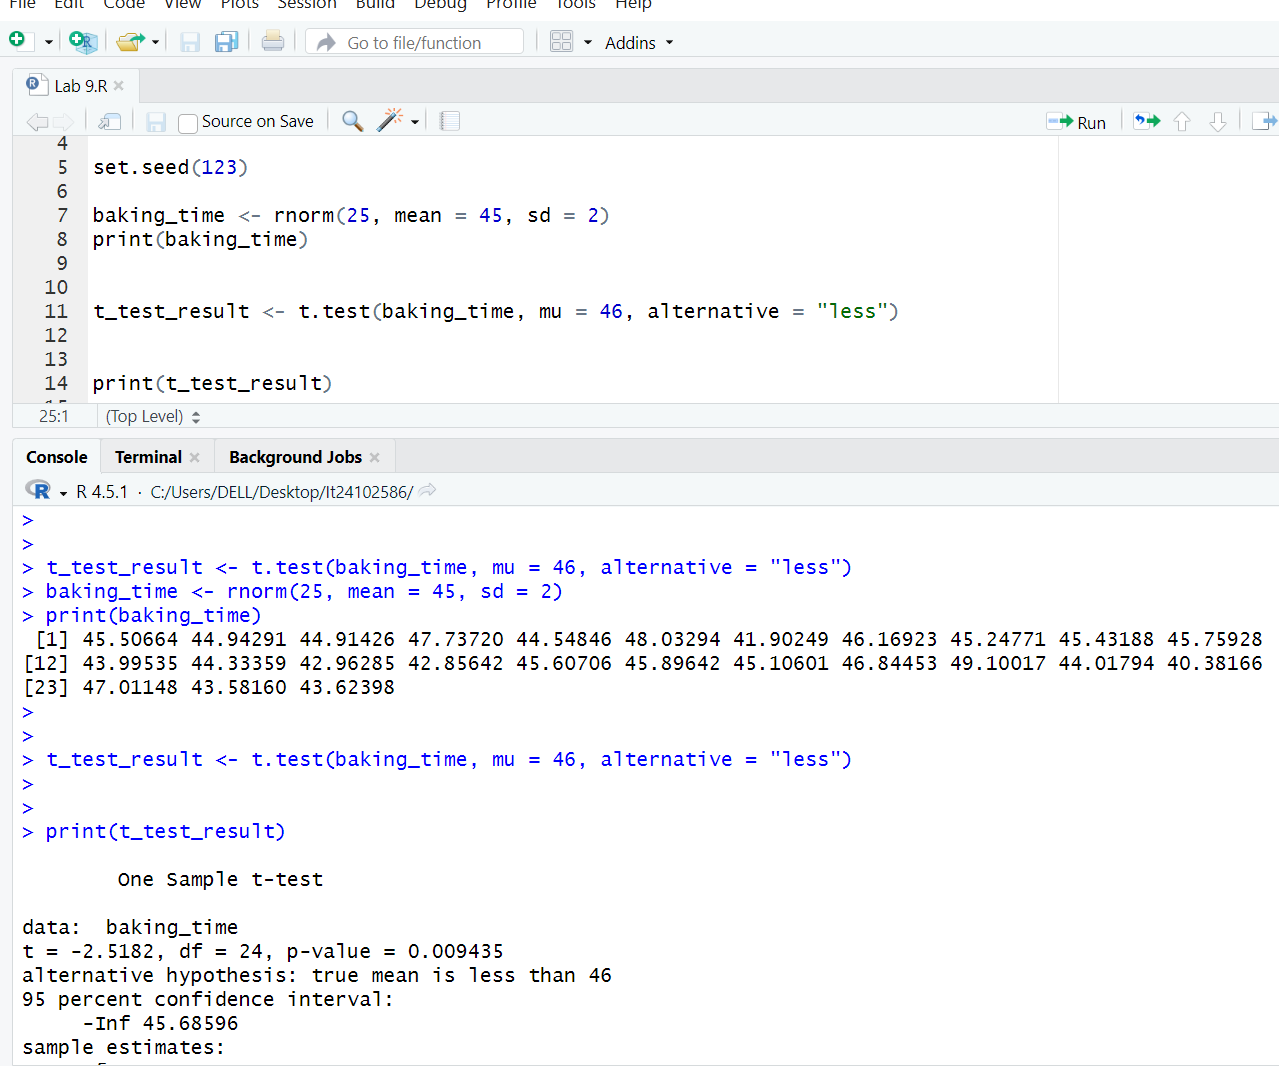 File Edit Code View Plots Session Build Debug Profile Tools Help
Go to file/function Addins
Lab 9.R
Source on Save Run
4
5 set.seed(123)
6
7 baking_time <- rnorm(25, mean = 45, sd = 2)
8 print(baking_time)
9
10
11 t_test_result <- t.test(baking_time, mu = 46, alternative = "less")
12
13
14 print(t_test_result)
25:1 (Top Level)
Console Terminal Background Jobs
R 4.5.1 · C:/Users/DELL/Desktop/It24102586/
>
>
> t_test_result <- t.test(baking_time, mu = 46, alternative = "less")
> baking_time <- rnorm(25, mean = 45, sd = 2)
> print(baking_time)
[1] 45.50664 44.94291 44.91426 47.73720 44.54846 48.03294 41.90249 46.16923 45.24771 45.43188 45.75928
[12] 43.99535 44.33359 42.96285 42.85642 45.60706 45.89642 45.10601 46.84453 49.10017 44.01794 40.38166
[23] 47.01148 43.58160 43.62398
>
>
> t_test_result <- t.test(baking_time, mu = 46, alternative = "less")
>
>
> print(t_test_result)
One Sample t-test
data: baking_time
t = -2.5182, df = 24, p-value = 0.009435
alternative hypothesis: true mean is less than 46
95 percent confidence interval:
-Inf 45.68596
sample estimates: